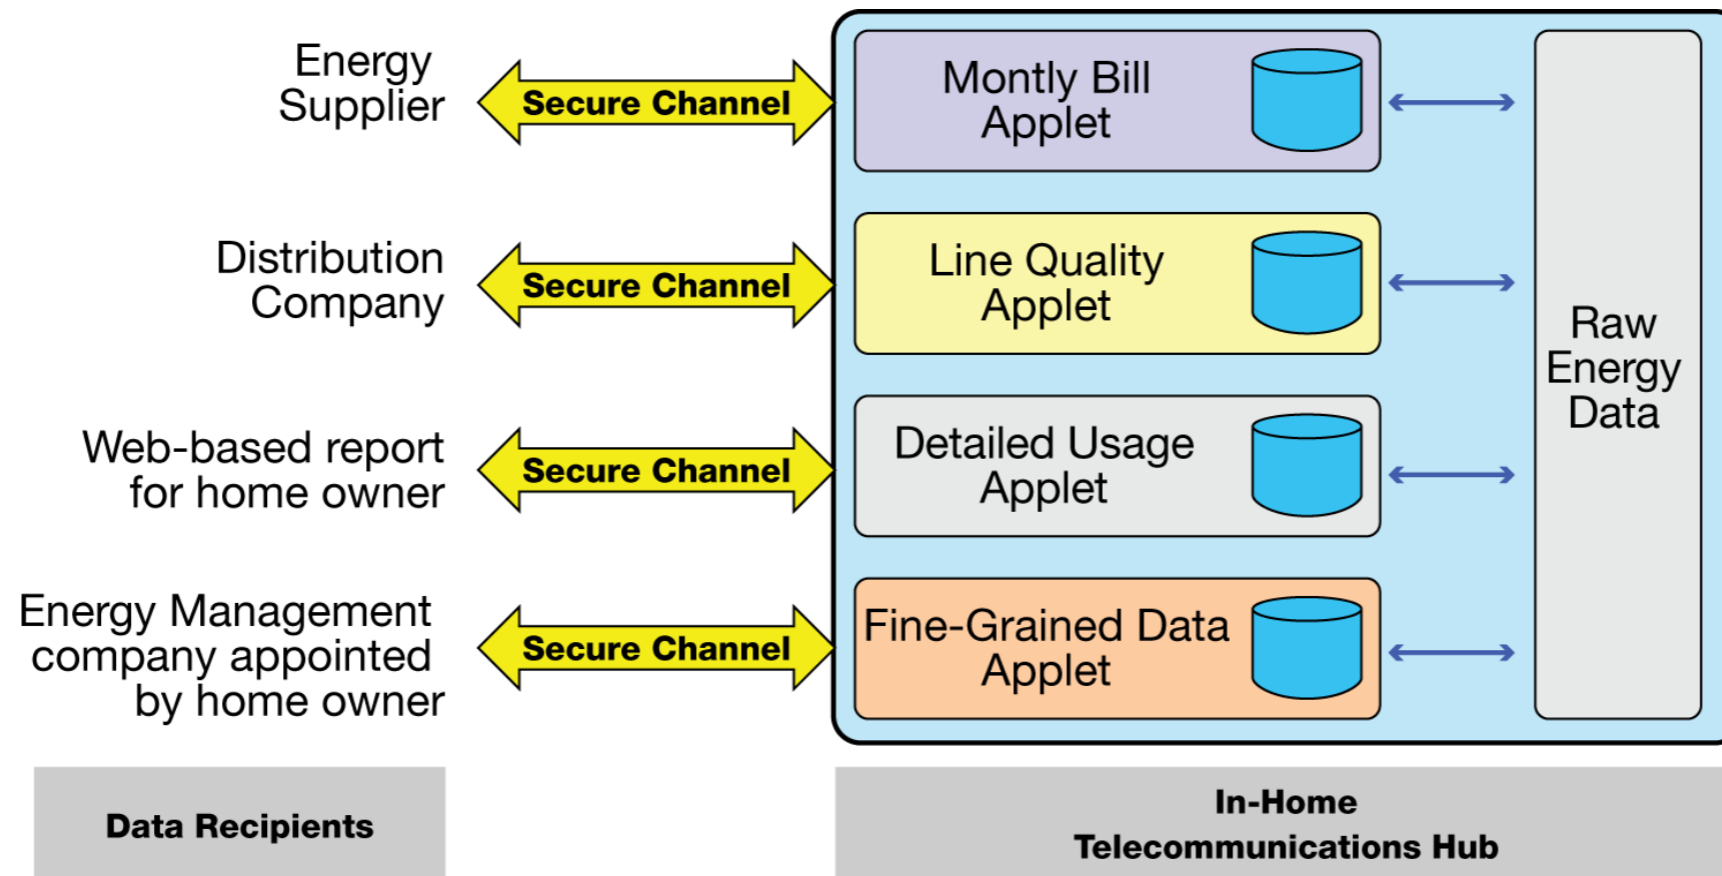 Energy
Supplier
Secure Channel
Montly Bill
Applet
Distribution
Company
Secure Channel
Line Quality
Applet
Raw
Energy
Data
Web-based report
for home owner
Secure Channel
Detailed Usage
Applet
Energy Management
company appointed
by home owner
Secure Channel
Fine-Grained Data
Applet
Data Recipients
In-Home
Telecommunications Hub